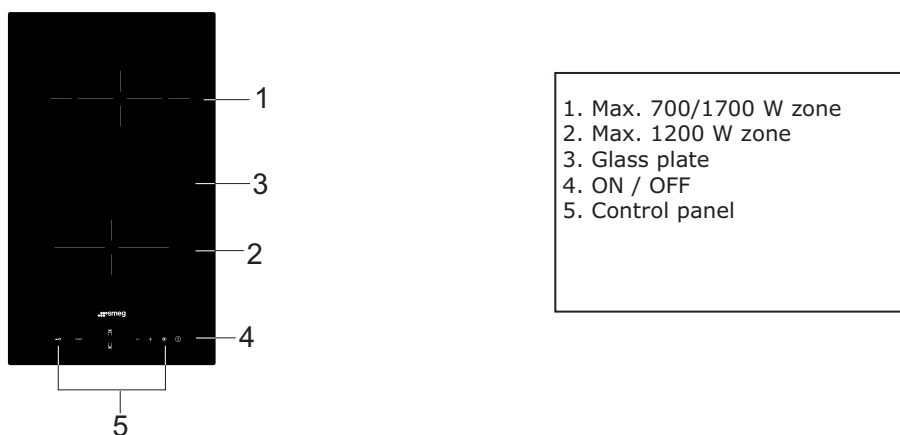 1
3
2
smeg
4
5
1. Max. 700/1700 W zone
2. Max. 1200 W zone
3. Glass plate
4. ON / OFF
5. Control panel